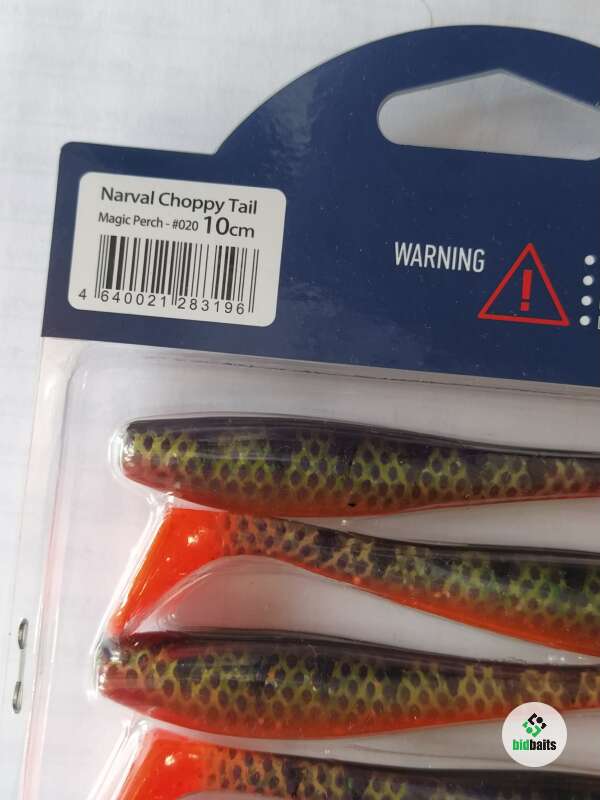 Narval Choppy Tail
Magic Perch - #020 10cm
4 640021 283196
WARNING
!
bidbaits